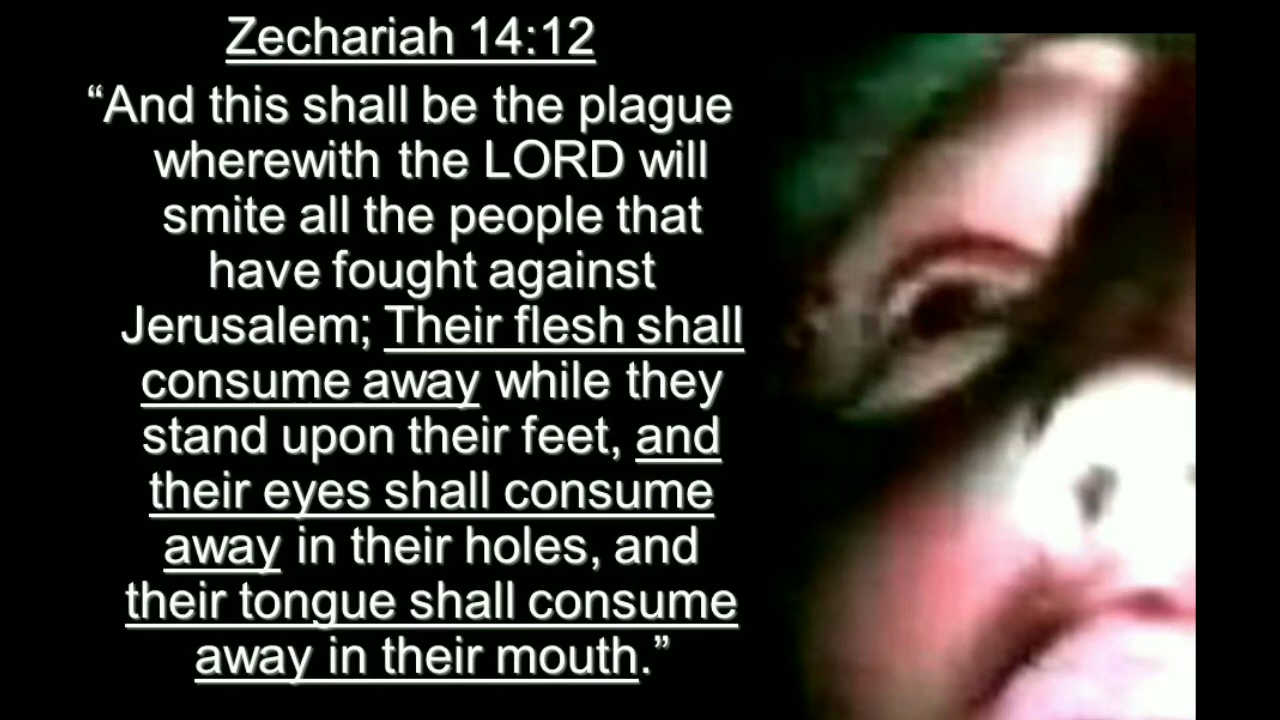 Zechariah 14:12
“And this shall be the plague
wherewith the LORD will
smite all the people that
have fought against
Jerusalem; Their flesh shall
consume away while they
stand upon their feet, and
their eyes shall consume
away in their holes, and
their tongue shall consume
away in their mouth.”